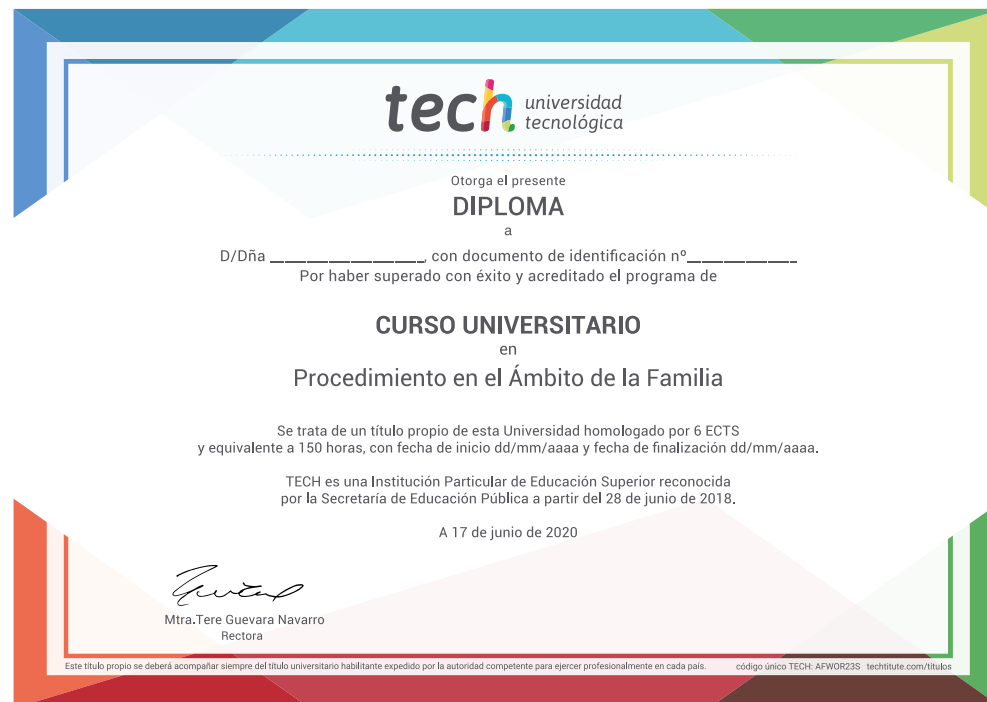 tech universidad
tecnológica
Otorga el presente
DIPLOMA
a
D/Dña ____________________, con documento de identificación nº______________
Por haber superado con éxito y acreditado el programa de
CURSO UNIVERSITARIO
en
Procedimiento en el Ámbito de la Familia
Se trata de un título propio de esta Universidad homologado por 6 ECTS
y equivalente a 150 horas, con fecha de inicio dd/mm/aaaa y fecha de finalización dd/mm/aaaa.
TECH es una Institución Particular de Educación Superior reconocida
por la Secretaría de Educación Pública a partir del 28 de junio de 2018.
A 17 de junio de 2020
Mtra.Tere Guevara Navarro
Rectora
Este título propio se deberá acompañar siempre del título universitario habilitante expedido por la autoridad competente para ejercer profesionalmente en cada país. código único TECH: AFWOR23S techtitute.com/titulos